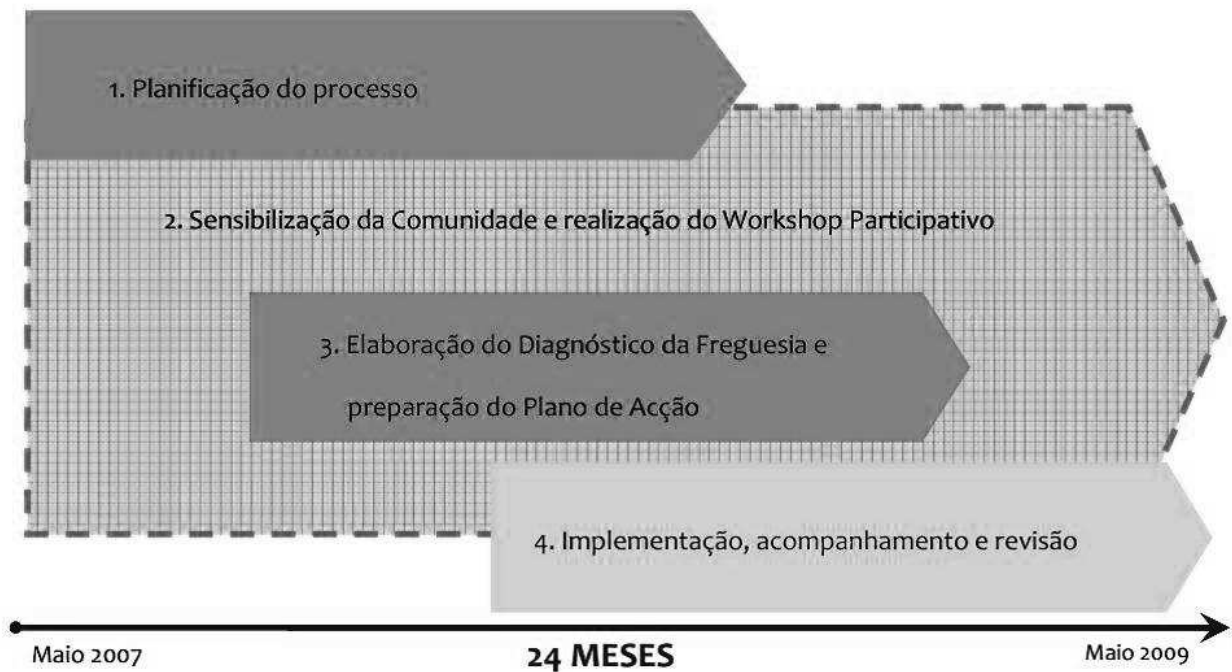 1. Planificação do processo
2. Sensibilização da Comunidade e realização do Workshop Participativo
3. Elaboração do Diagnóstico da Freguesia e
preparação do Plano de Acção
4. Implementação, acompanhamento e revisão
Maio 2007
24 MESES
Maio 2009